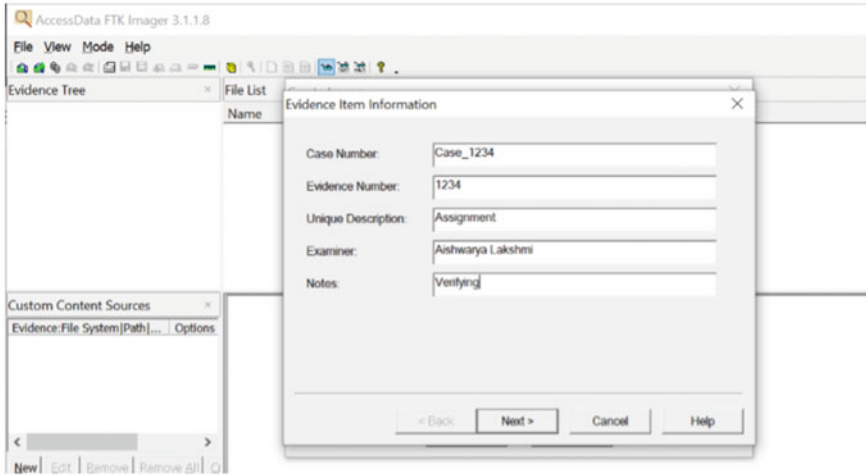 AccessData FTK Imager 3.1.1.8
File View Mode Help
Evidence Tree
File List
Name
Evidence Item Information
Case Number: Case_1234
Evidence Number: 1234
Unique Description: Assignment
Examiner: Aishwarya Lakshmi
Notes: Verifying
Custom Content Sources
Evidence:File System|Path|... Options
< Back Next > Cancel Help
New Edit Remove Remove All